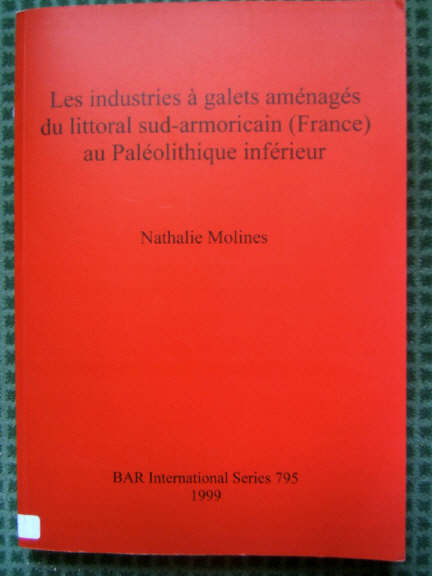 Les industries à galets aménagés
du littoral sud-armoricain (France)
au Paléolithique inférieur
Nathalie Molines
BAR International Series 795
1999